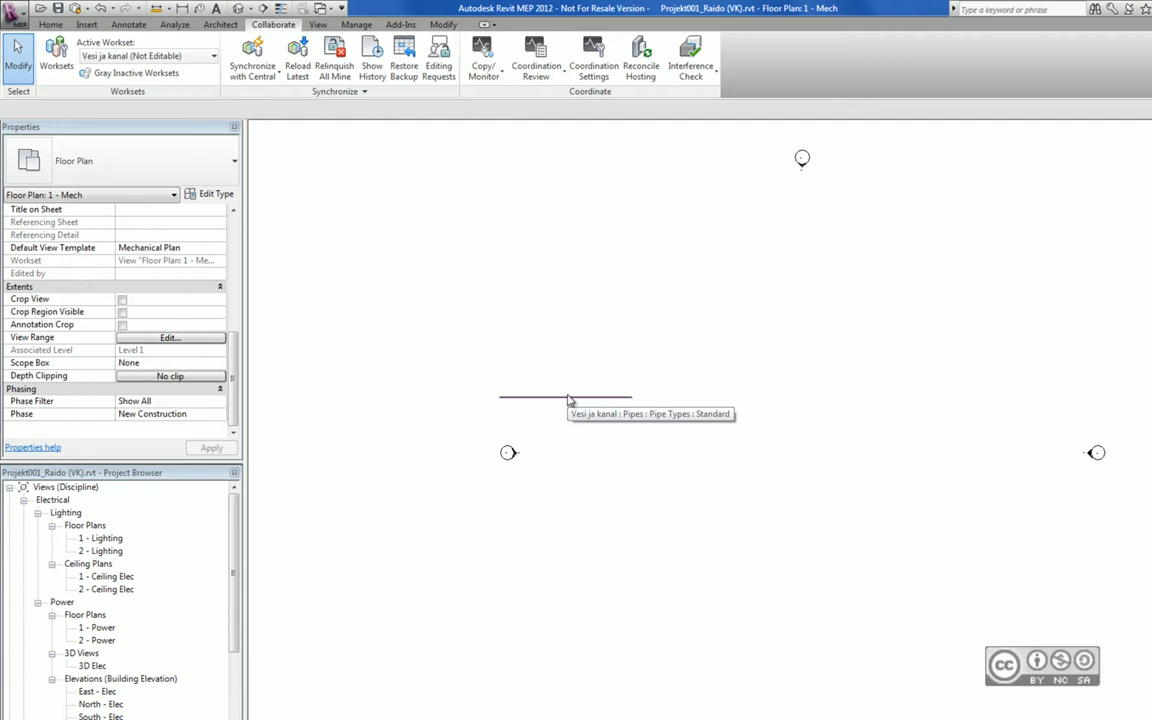 Autodesk Revit MEP 2012 - Not For Resale Version - Projekt001_Raido (VK).rvt - Floor Plan: 1 - Mech
Type a keyword or phrase
MEP
Home Insert Annotate Analyze Architect Collaborate View Manage Add-Ins Modify
Modify
Select
Worksets
Active Workset:
Vesi ja kanal (Not Editable)
Gray Inactive Worksets
Worksets
Synchronize with Central
Reload Latest
Relinquish All Mine
Show History
Restore Backup
Editing Requests
Synchronize
Copy/ Monitor
Coordination Review
Coordination Settings
Reconcile Hosting
Interference Check
Coordinate
Properties
Floor Plan
Floor Plan: 1 - Mech
Edit Type
Title on Sheet
Referencing Sheet
Referencing Detail
Default View Template Mechanical Plan
Workset View "Floor Plan: 1 - Me...
Edited by
Extents
Crop View
Crop Region Visible
Annotation Crop
View Range Edit...
Associated Level Level 1
Scope Box None
Depth Clipping No clip
Phasing
Phase Filter Show All
Phase New Construction
Properties help
Apply
Projekt001_Raido (VK).rvt - Project Browser
Views (Discipline)
Electrical
Lighting
Floor Plans
1 - Lighting
2 - Lighting
Ceiling Plans
1 - Ceiling Elec
2 - Ceiling Elec
Power
Floor Plans
1 - Power
2 - Power
3D Views
3D Elec
Elevations (Building Elevation)
East - Elec
North - Elec
South - Elec
Vesi ja kanal : Pipes : Pipe Types : Standard
cc
BY NC SA